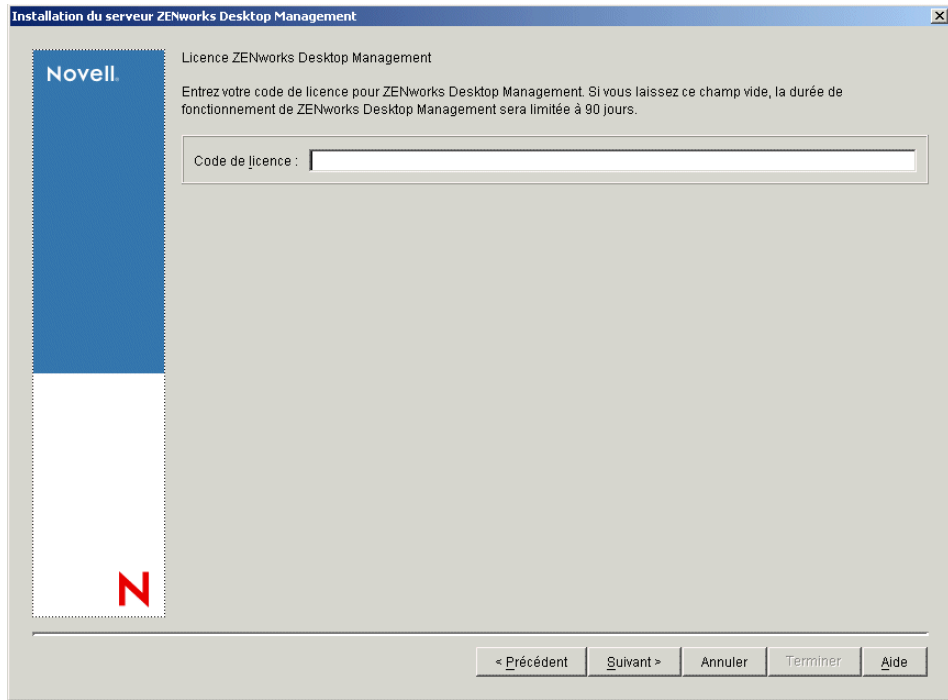 Installation du serveur ZENworks Desktop Management
Novell.
Licence ZENworks Desktop Management
Entrez votre code de licence pour ZENworks Desktop Management. Si vous laissez ce champ vide, la durée de
fonctionnement de ZENworks Desktop Management sera limitée à 90 jours.
Code de licence :
N
< Précédent
Suivant >
Annuler
Terminer
Aide